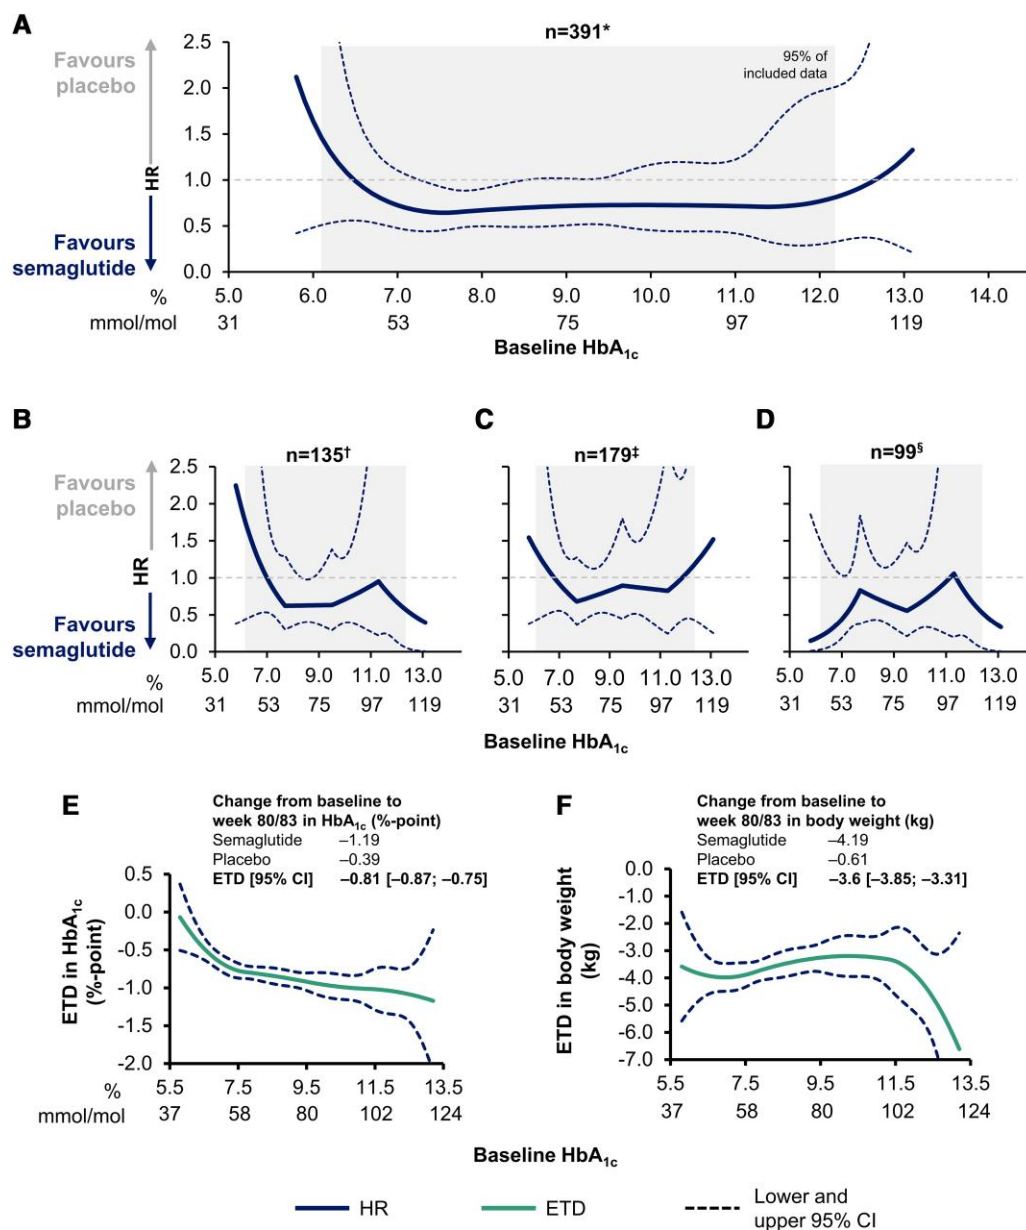 A
n=391*
Favours
placebo
HR
Favours
semaglutide
2.5
2.0
1.5
1.0
0.5
0.0
95% of
included data
5.0 6.0 7.0 8.0 9.0 10.0 11.0 12.0 13.0 14.0
%
mmol/mol
31 53 75 97 119
Baseline HbA1c
B
n=135†
Favours
placebo
HR
Favours
semaglutide
2.5
2.0
1.5
1.0
0.5
0.0
5.0 7.0 9.0 11.0 13.0
%
mmol/mol
31 53 75 97 119
C
n=179‡
5.0 7.0 9.0 11.0 13.0
31 53 75 97 119
D
n=99§
5.0 7.0 9.0 11.0 13.0
31 53 75 97 119
Baseline HbA1c
E
Change from baseline to
week 80/83 in HbA1c (%-point)
Semaglutide –1.19
Placebo –0.39
ETD [95% CI] –0.81 [–0.87; –0.75]
ETD in HbA1c
(%-point)
0.5
0.0
-0.5
-1.0
-1.5
-2.0
5.5 7.5 9.5 11.5 13.5
%
mmol/mol
37 58 80 102 124
F
Change from baseline to
week 80/83 in body weight (kg)
Semaglutide –4.19
Placebo –0.61
ETD [95% CI] –3.6 [–3.85; –3.31]
ETD in body weight
(kg)
0.0
-1.0
-2.0
-3.0
-4.0
-5.0
-6.0
-7.0
5.5 7.5 9.5 11.5 13.5
37 58 80 102 124
Baseline HbA1c
HR
ETD
Lower and
upper 95% CI